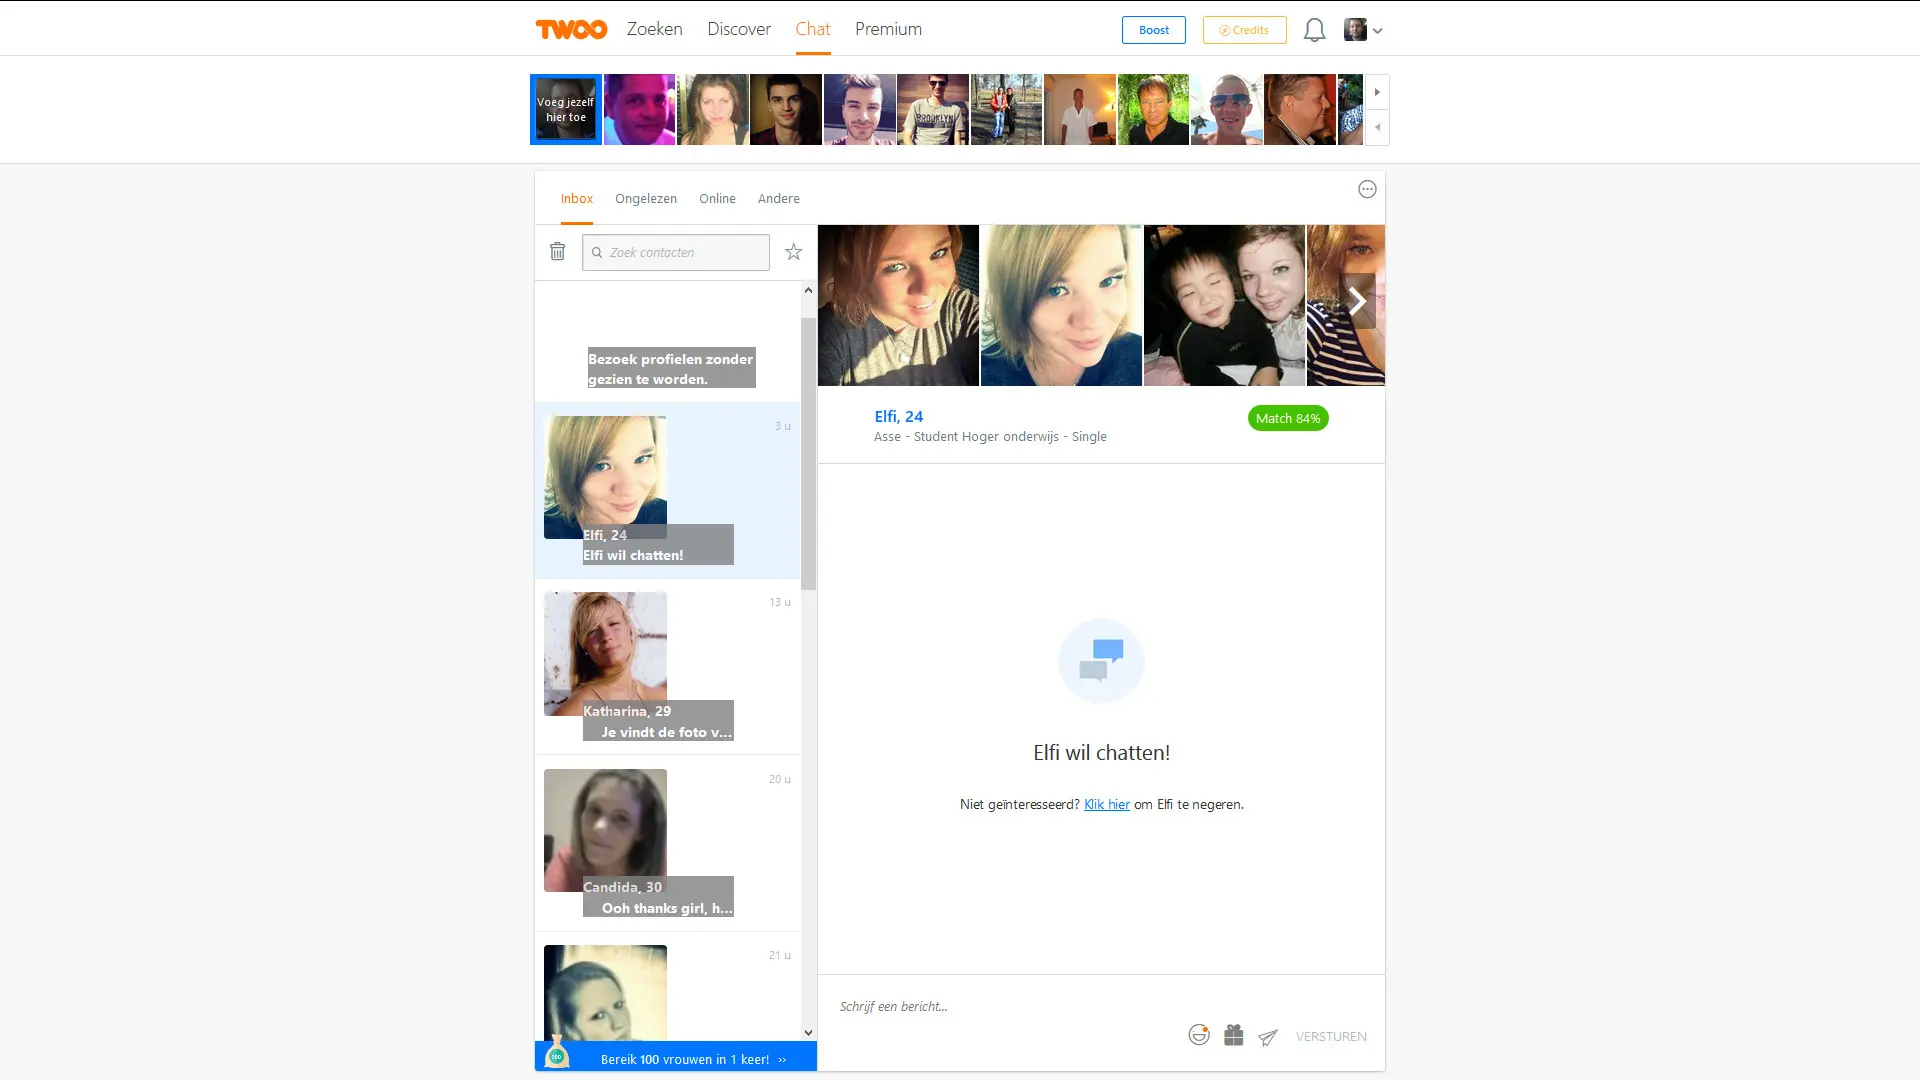 TWOO Zoeken Discover Chat Premium Boost Credits
Voeg jezelf
hier toe
BROOKLYN
Inbox Ongelezen Online Andere
Zoek contacten
Bezoek profielen zonder
gezien te worden.
3 u
Elfi, 24
Elfi wil chatten!
13 u
Katharina, 29
Je vindt de foto v...
20 u
Candida, 30
Ooh thanks girl, h...
21 u
100
Bereik 100 vrouwen in 1 keer! ››
Elfi, 24
Asse - Student Hoger onderwijs - Single
Match 84%
Elfi wil chatten!
Niet geïnteresseerd? Klik hier om Elfi te negeren.
Schrijf een bericht...
VERSTUREN